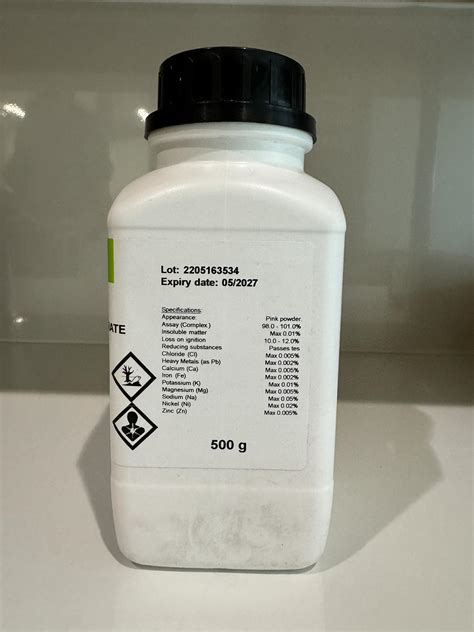 Lot: 2205163534
Expiry date: 05/2027
ATE
Specifications:
Appearance: Pink powder.
Assay (Complex.) 98.0 - 101.0%
Insoluble matter Max 0.01%
Loss on ignition 10.0 - 12.0%
Reducing substances Passes tes
Chloride (Cl) Max 0.005%
Heavy Metals (as Pb) Max 0.002%
Calcium (Ca) Max 0.005%
Iron (Fe) Max 0.002%
Potassium (K) Max 0.01%
Magnesium (Mg) Max 0.005%
Sodium (Na) Max 0.05%
Nickel (Ni) Max 0.02%
Zinc (Zn) Max 0.005%
500 g